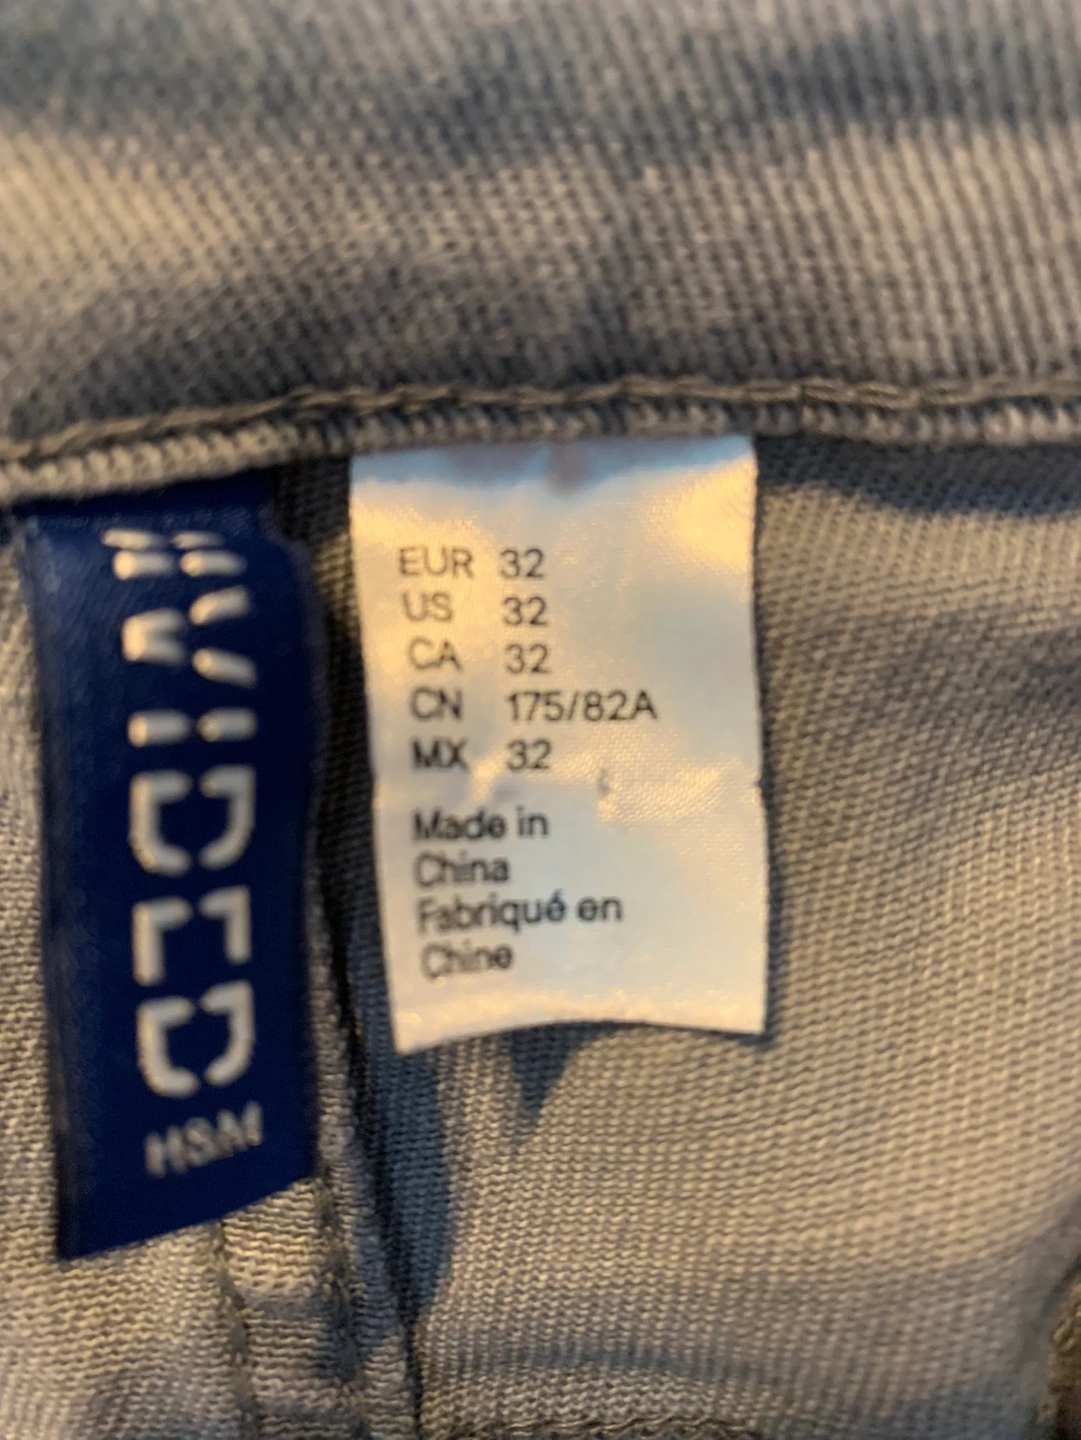 DIVIDED
H&M
EUR 32
US 32
CA 32
CN 175/82A
MX 32
Made in
China
Fabriqué en
Chine